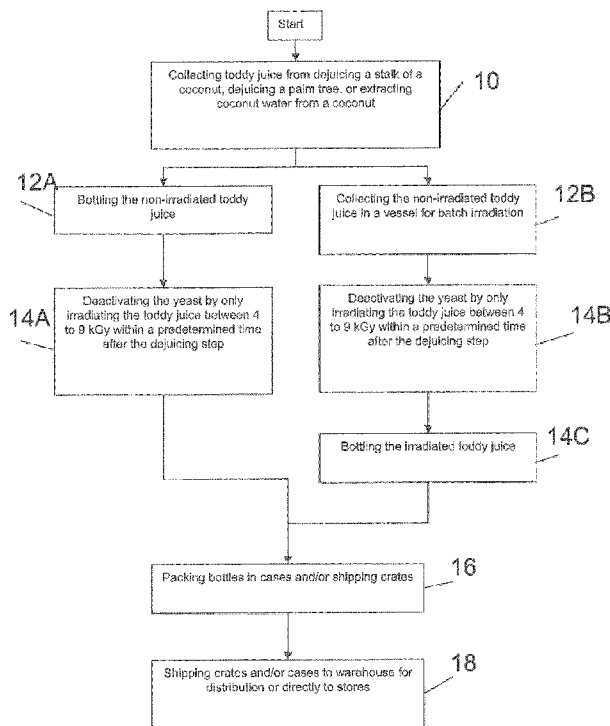 Start
Collecting toddy juice from dejuicing a stalk of a
coconut, dejuicing a palm tree, or extracting
coconut water from a coconut
10
12A
Bottling the non-irradiated toddy
juice
Collecting the non-irradiated toddy
juice in a vessel for batch irradiation
12B
14A
Deactivating the yeast by only
irradiating the toddy juice between 4
to 9 kGy within a predetermined time
after the dejuicing step
Deactivating the yeast by only
irradiating the toddy juice between 4
to 9 kGy within a predetermined time
after the dejuicing step
14B
Bottling the irradiated toddy juice
14C
Packing bottles in cases and/or shipping crates
16
Shipping crates and/or cases to warehouse for
distribution or directly to stores
18